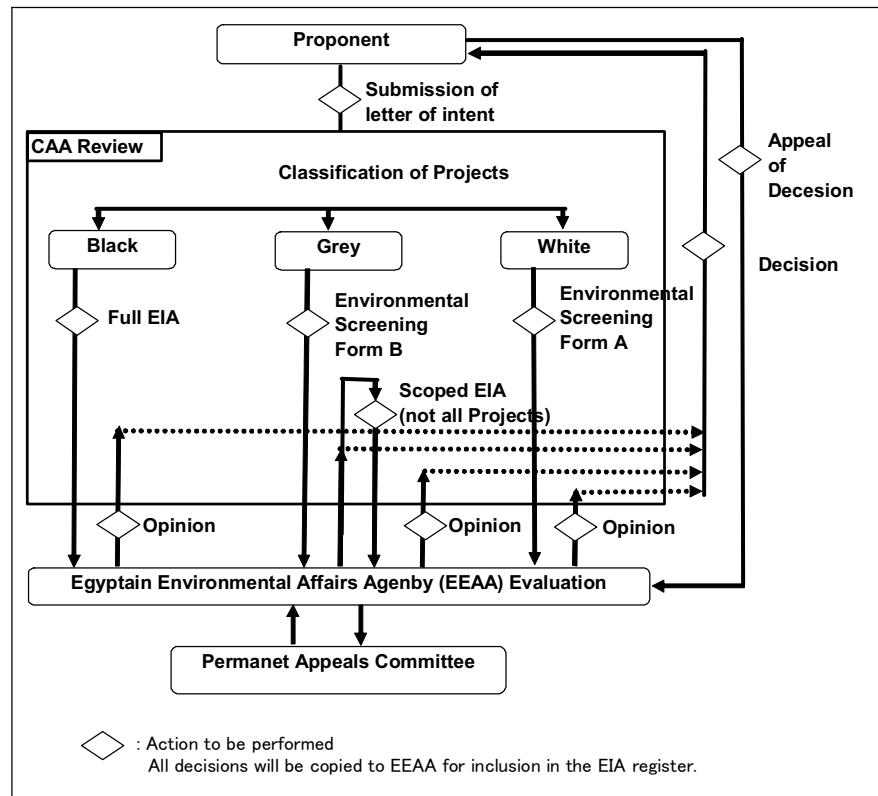 Proponent
Submission of
letter of intent
CAA Review
Appeal
of
Decesion
Classification of Projects
Black
Grey
White
Decision
Full EIA
Environmental
Screening
Form B
Environmental
Screening
Form A
Scoped EIA
(not all Projects)
Opinion
Opinion
Opinion
Egyptain Environmental Affairs Agenby (EEAA) Evaluation
Permanet Appeals Committee
: Action to be performed
All decisions will be copied to EEAA for inclusion in the EIA register.